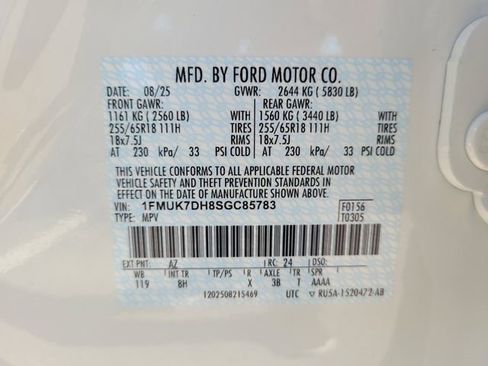 MFD. BY FORD MOTOR CO.
DATE: 08/25 GVWR: 2644 KG ( 5830 LB)
FRONT GAWR: REAR GAWR:
1161 KG ( 2560 LB) WITH 1560 KG ( 3440 LB) WITH
255/65R18 111H TIRES 255/65R18 111H TIRES
18x7.5J RIMS 18x7.5J RIMS
AT 230 kPa/ 33 PSI COLD AT 230 kPa/ 33 PSI COLD
THIS VEHICLE CONFORMS TO ALL APPLICABLE FEDERAL MOTOR
VEHICLE SAFETY AND THEFT PREVENTION STANDARDS IN
EFFECT ON THE DATE OF MANUFACTURE SHOWN ABOVE.
VIN: 1FMUK7DH8SGC85783 F0156
TYPE: MPV T0305
EXT PNT: AZ RC: 24 DSO:
WB INT TR TP/PS R AXLE TR SPR
119 8H X 3B T AAAA
1202508215469 UTC ▽ RU5A-1520472-AB